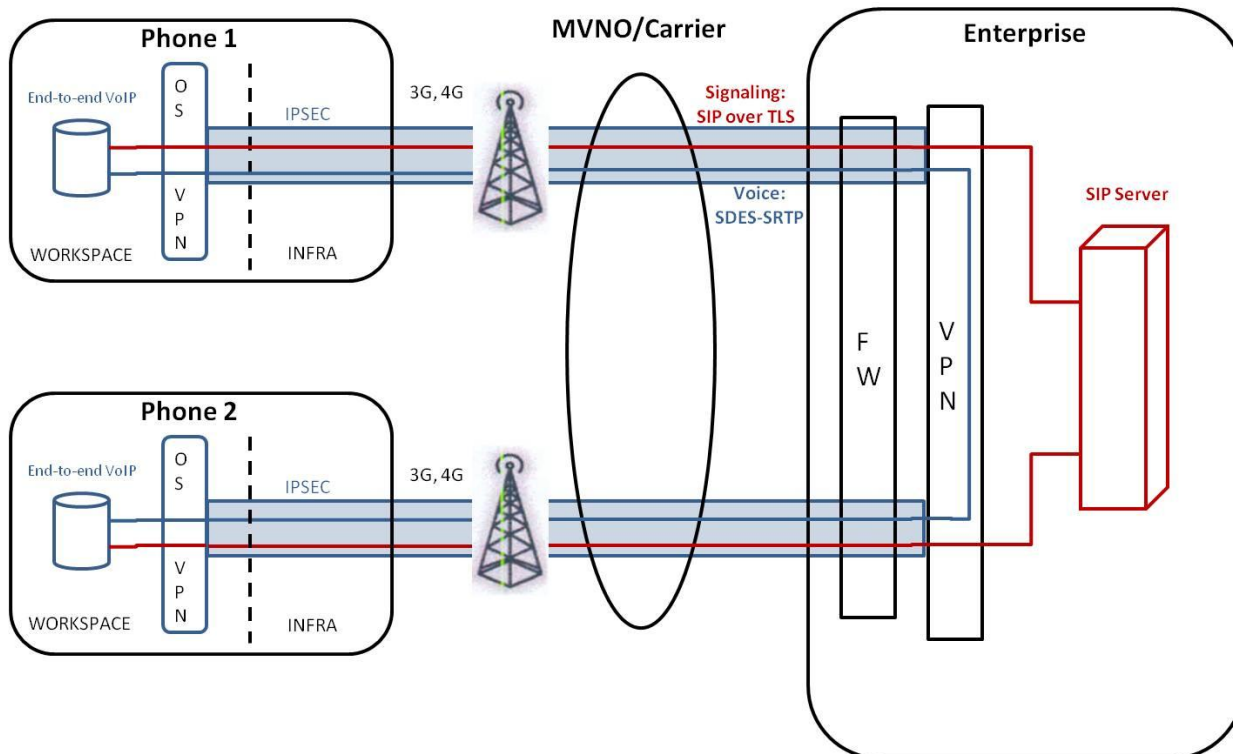 Phone 1
End-to-end VoIP
O
S
V
P
N
IPSEC
WORKSPACE
INFRA
3G, 4G
MVNO/Carrier
Signaling:
SIP over TLS
Voice:
SDES-SRTP
Enterprise
F
W
V
P
N
SIP Server
Phone 2
End-to-end VoIP
O
S
V
P
N
IPSEC
WORKSPACE
INFRA
3G, 4G